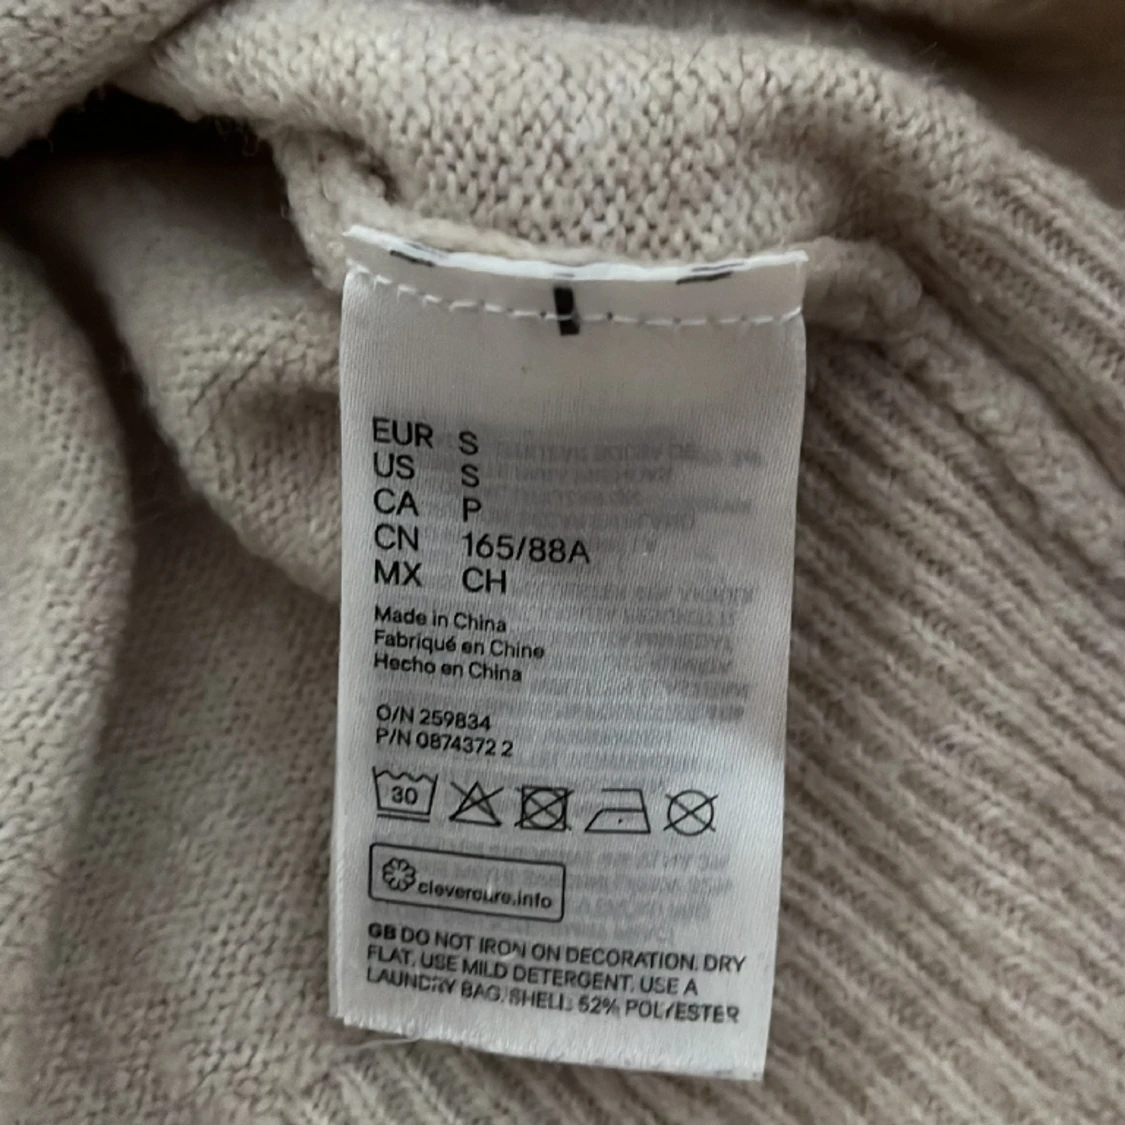 EUR S
US S
CA P
CN 165/88A
MX CH
Made in China
Fabriqué en Chine
Hecho en China
O/N 259834
P/N 0874372 2
30
clevercure.info
GB DO NOT IRON ON DECORATION. DRY
FLAT. USE MILD DETERGENT. USE A
LAUNDRY BAG. SHELL: 52% POLYESTER